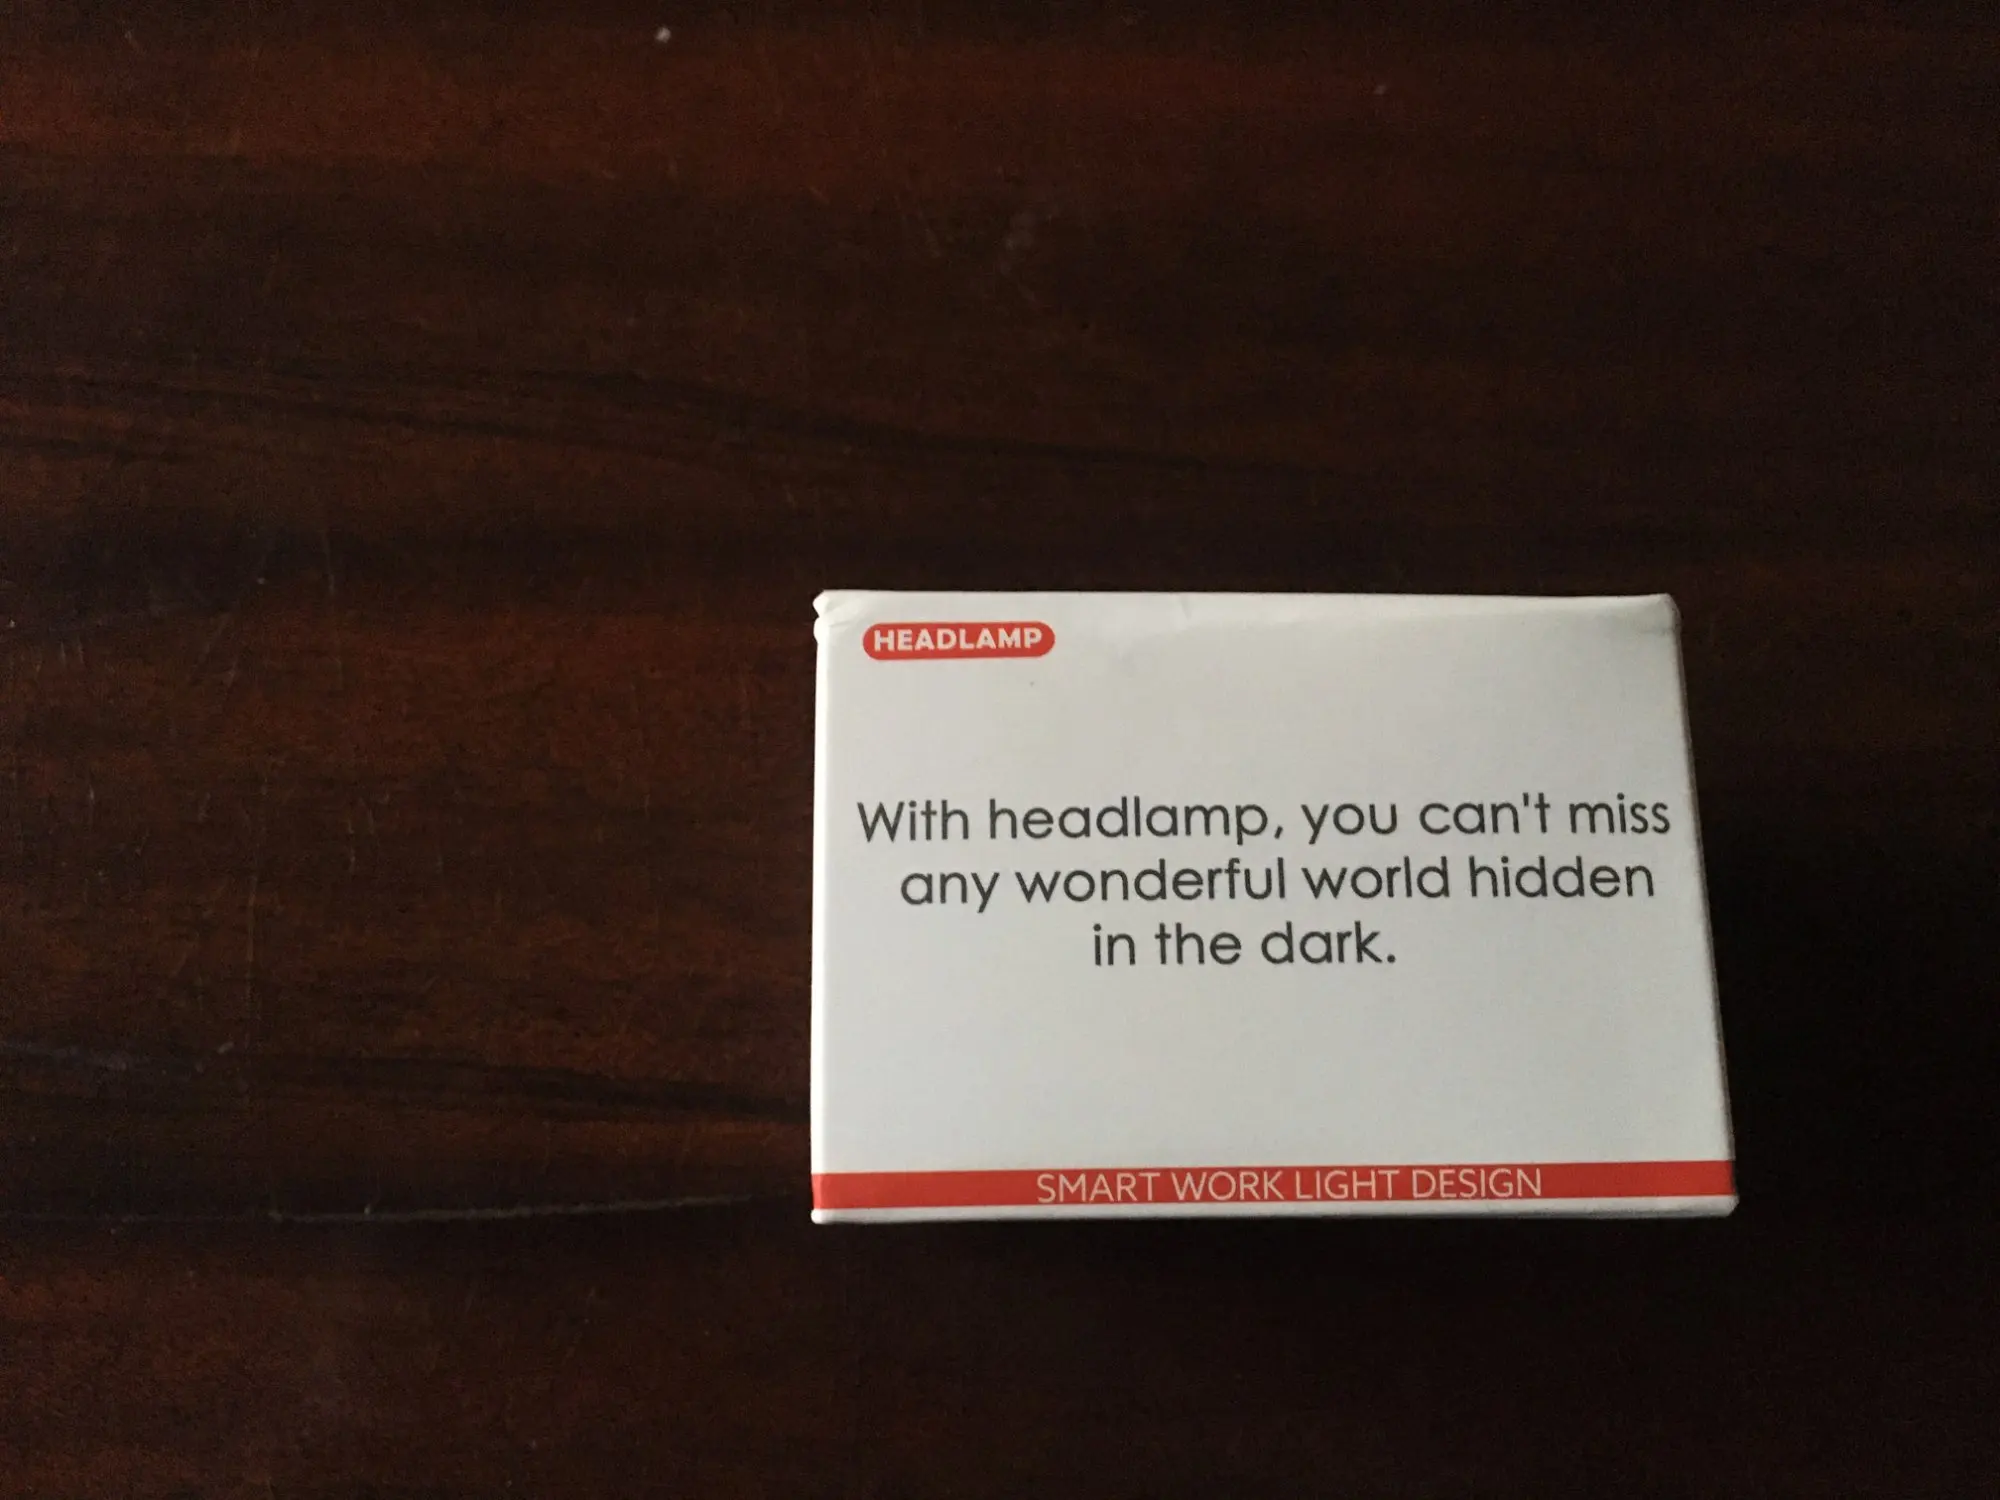 HEADLAMP
With headlamp, you can't miss
any wonderful world hidden
in the dark.
SMART WORK LIGHT DESIGN